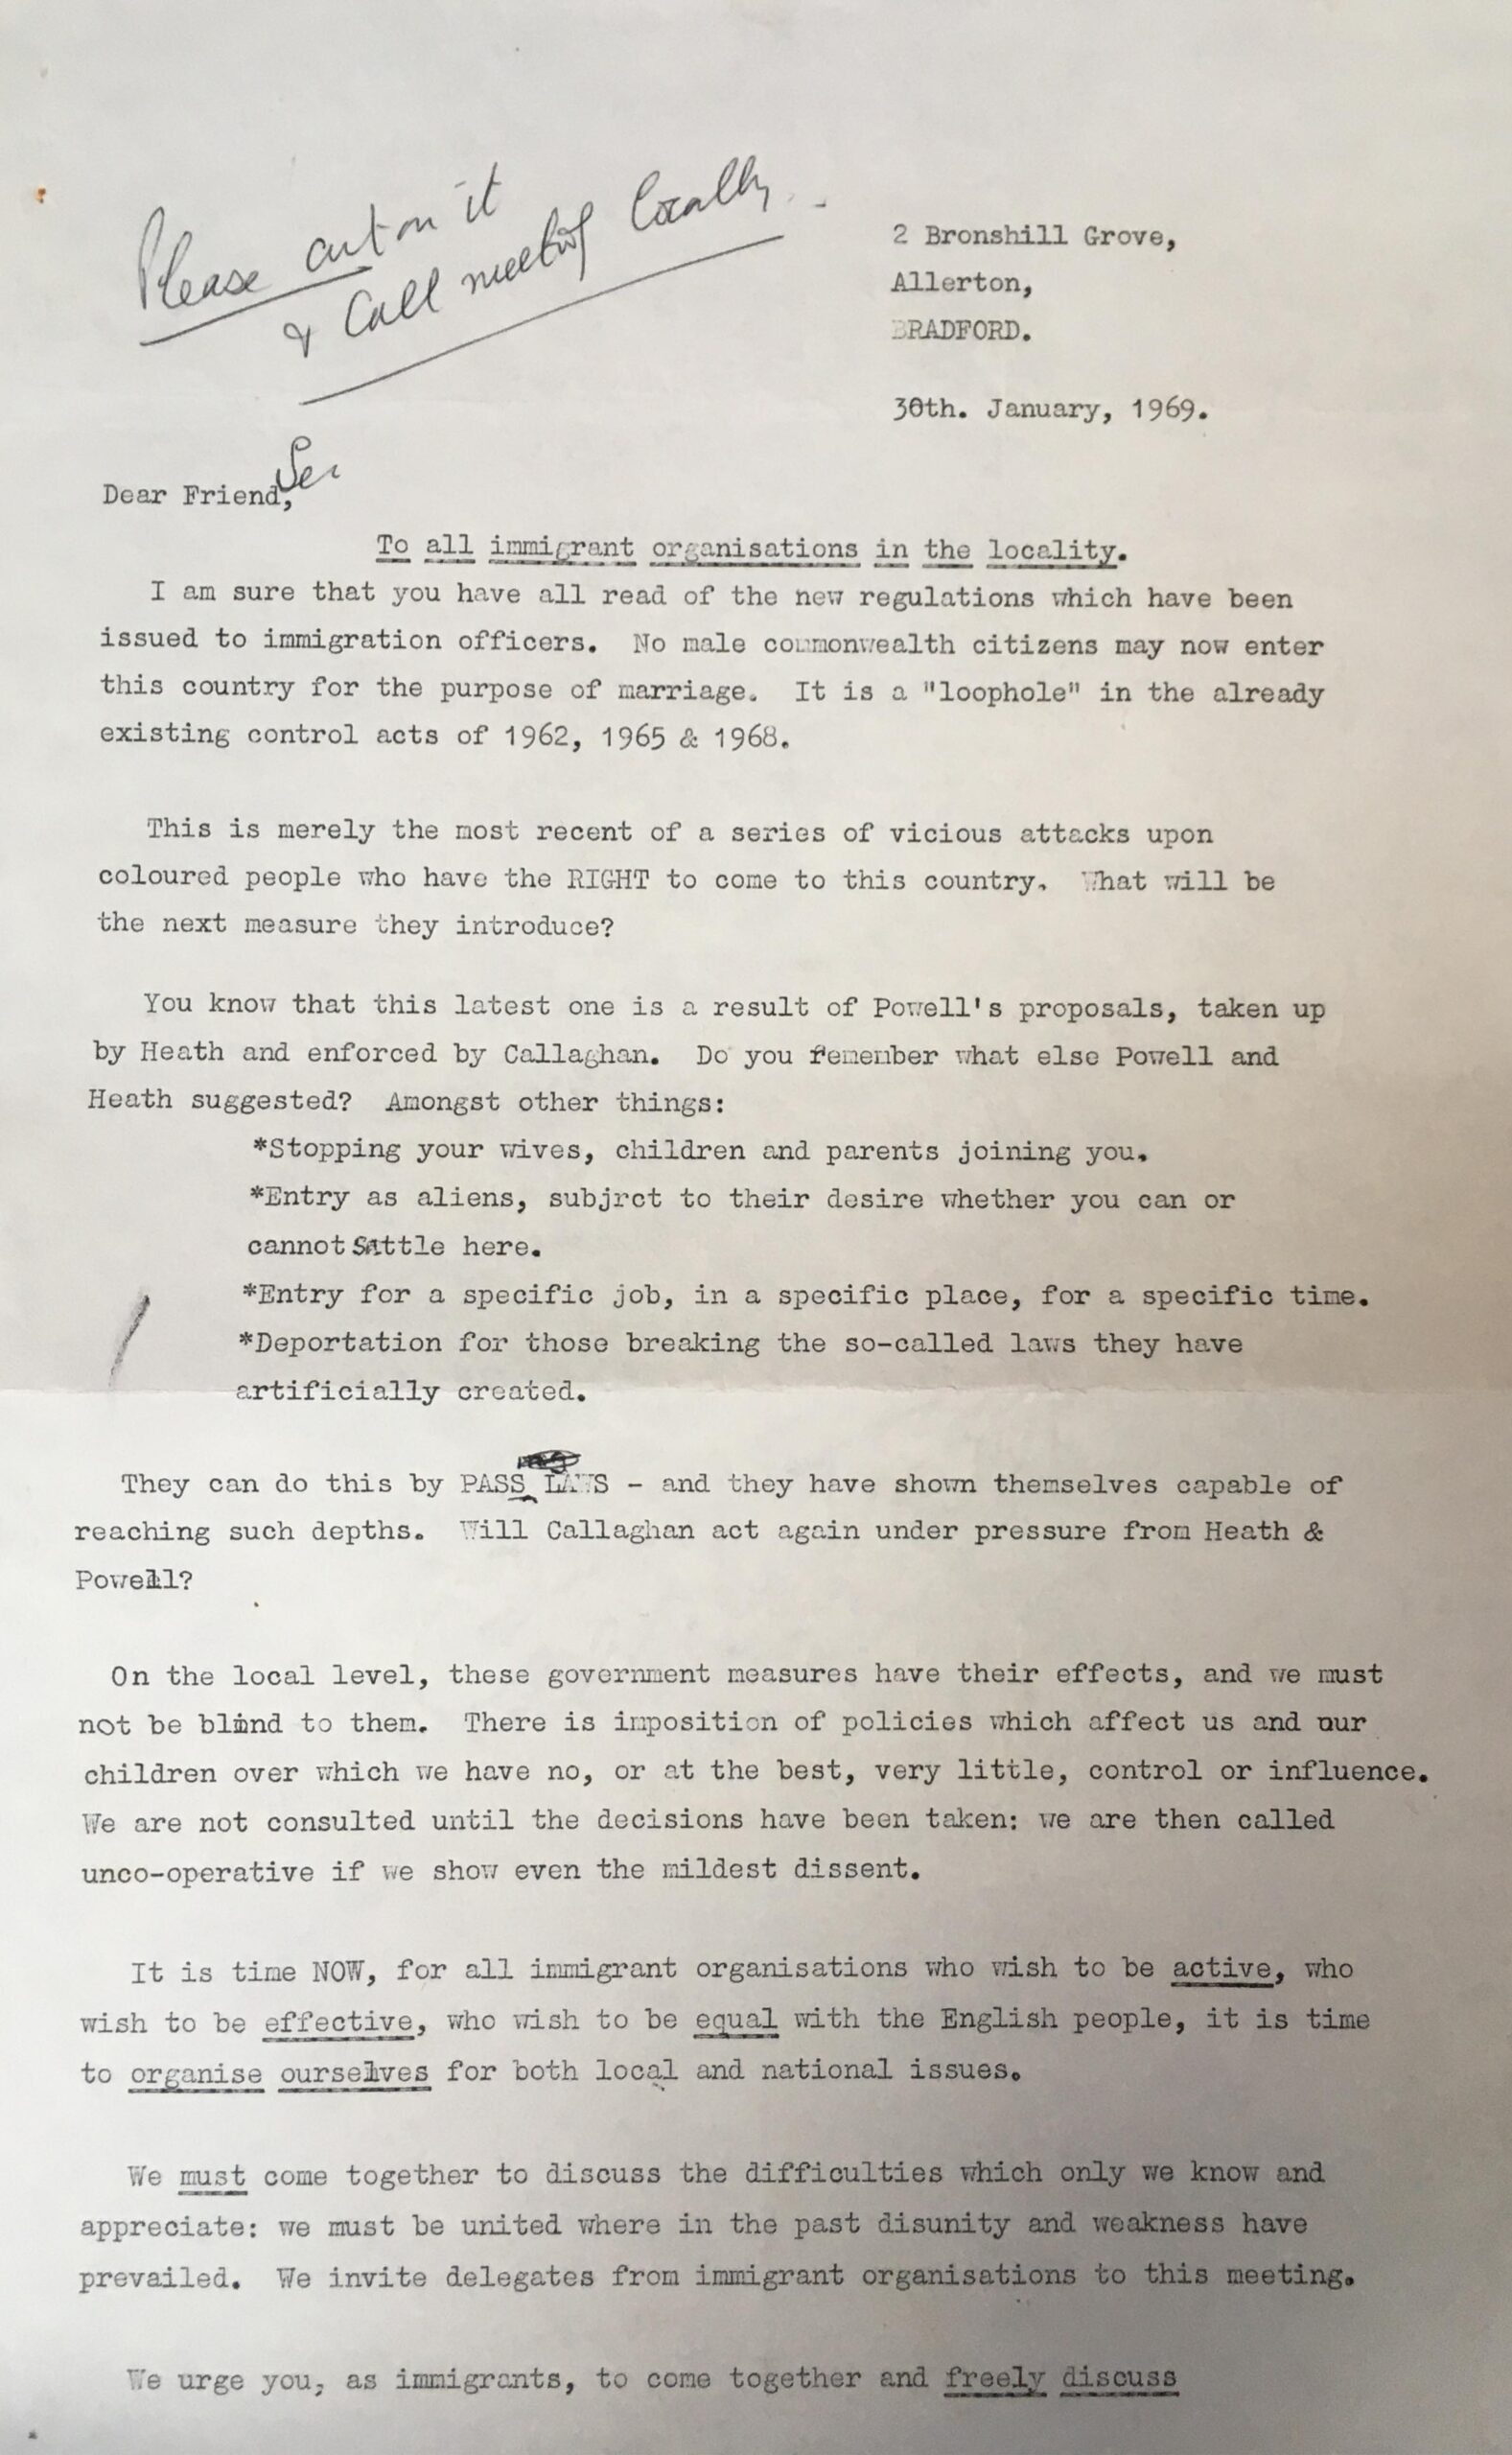 Please act on it
& Call meeting locally
2 Bronshill Grove,
Allerton,
BRADFORD.
30th. January, 1969.
Dear Friend,
To all immigrant organisations in the locality.
I am sure that you have all read of the new regulations which have been
issued to immigration officers. No male commonwealth citizens may now enter
this country for the purpose of marriage. It is a "loophole" in the already
existing control acts of 1962, 1965 & 1968.
This is merely the most recent of a series of vicious attacks upon
coloured people who have the RIGHT to come to this country. What will be
the next measure they introduce?
You know that this latest one is a result of Powell's proposals, taken up
by Heath and enforced by Callaghan. Do you remember what else Powell and
Heath suggested? Amongst other things:
*Stopping your wives, children and parents joining you.
*Entry as aliens, subjrct to their desire whether you can or
cannot Settle here.
*Entry for a specific job, in a specific place, for a specific time.
*Deportation for those breaking the so-called laws they have
artificially created.
They can do this by PASS LAWS - and they have shown themselves capable of
reaching such depths. Will Callaghan act again under pressure from Heath &
Powell?
On the local level, these government measures have their effects, and we must
not be blind to them. There is imposition of policies which affect us and our
children over which we have no, or at the best, very little, control or influence.
We are not consulted until the decisions have been taken: we are then called
unco-operative if we show even the mildest dissent.
It is time NOW, for all immigrant organisations who wish to be active, who
wish to be effective, who wish to be equal with the English people, it is time
to organise ourselves for both local and national issues.
We must come together to discuss the difficulties which only we know and
appreciate: we must be united where in the past disunity and weakness have
prevailed. We invite delegates from immigrant organisations to this meeting.
We urge you, as immigrants, to come together and freely discuss